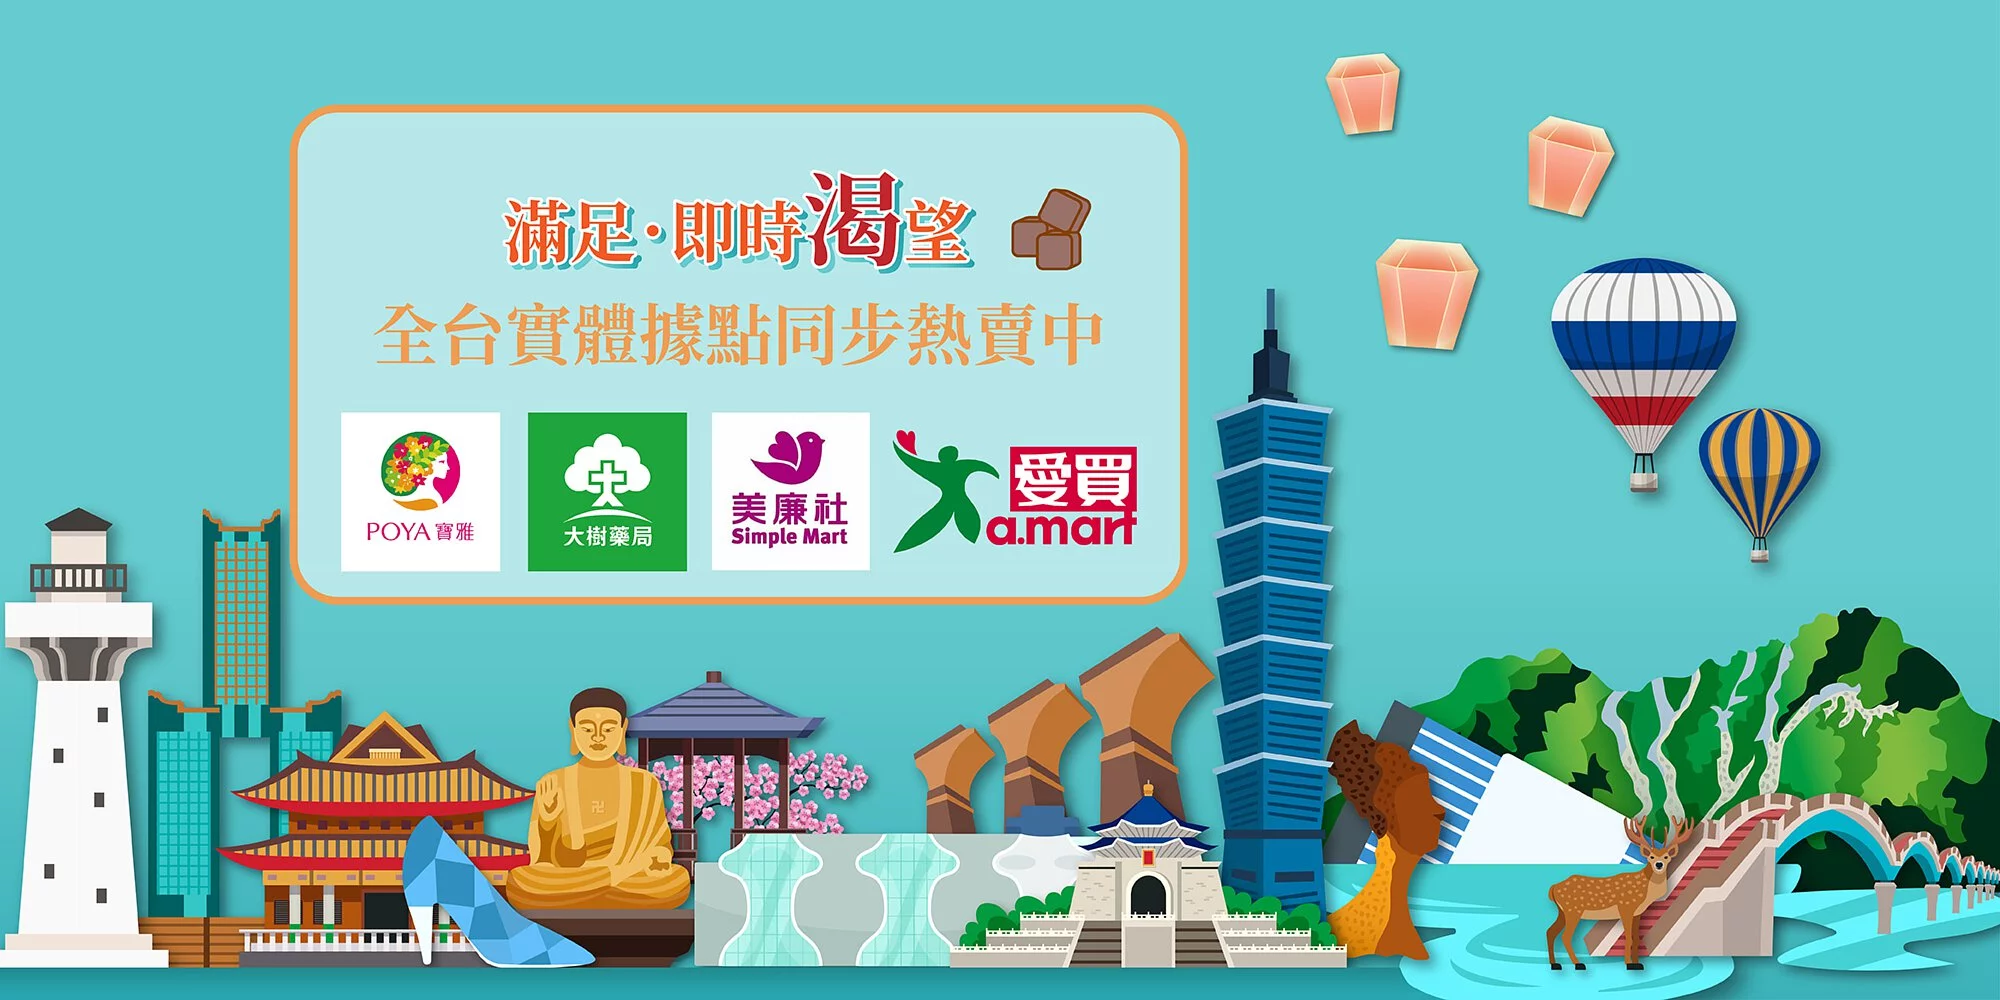 滿足·即時渴望
全台實體據點同步熱賣中
POYA 寶雅
大樹藥局
美廉社
Simple Mart
愛買
a.mart
卍